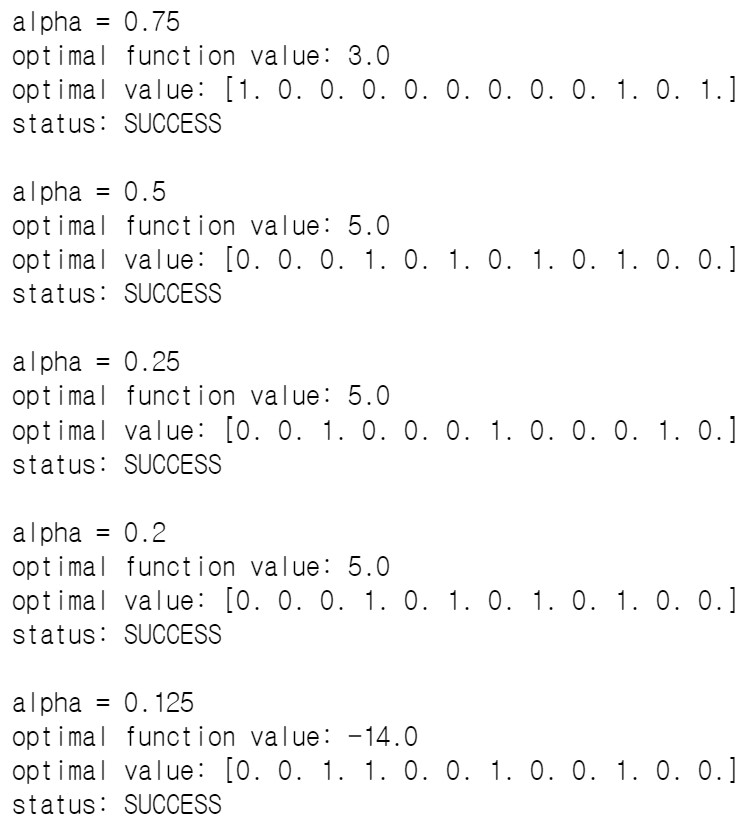 alpha = 0.75
optimal function value: 3.0
optimal value: [1. 0. 0. 0. 0. 0. 0. 0. 0. 1. 0. 1.]
status: SUCCESS
alpha = 0.5
optimal function value: 5.0
optimal value: [0. 0. 0. 1. 0. 1. 0. 1. 0. 1. 0. 0.]
status: SUCCESS
alpha = 0.25
optimal function value: 5.0
optimal value: [0. 0. 1. 0. 0. 0. 1. 0. 0. 0. 1. 0.]
status: SUCCESS
alpha = 0.2
optimal function value: 5.0
optimal value: [0. 0. 0. 1. 0. 1. 0. 1. 0. 1. 0. 0.]
status: SUCCESS
alpha = 0.125
optimal function value: -14.0
optimal value: [0. 0. 1. 1. 0. 0. 1. 0. 0. 1. 0. 0.]
status: SUCCESS